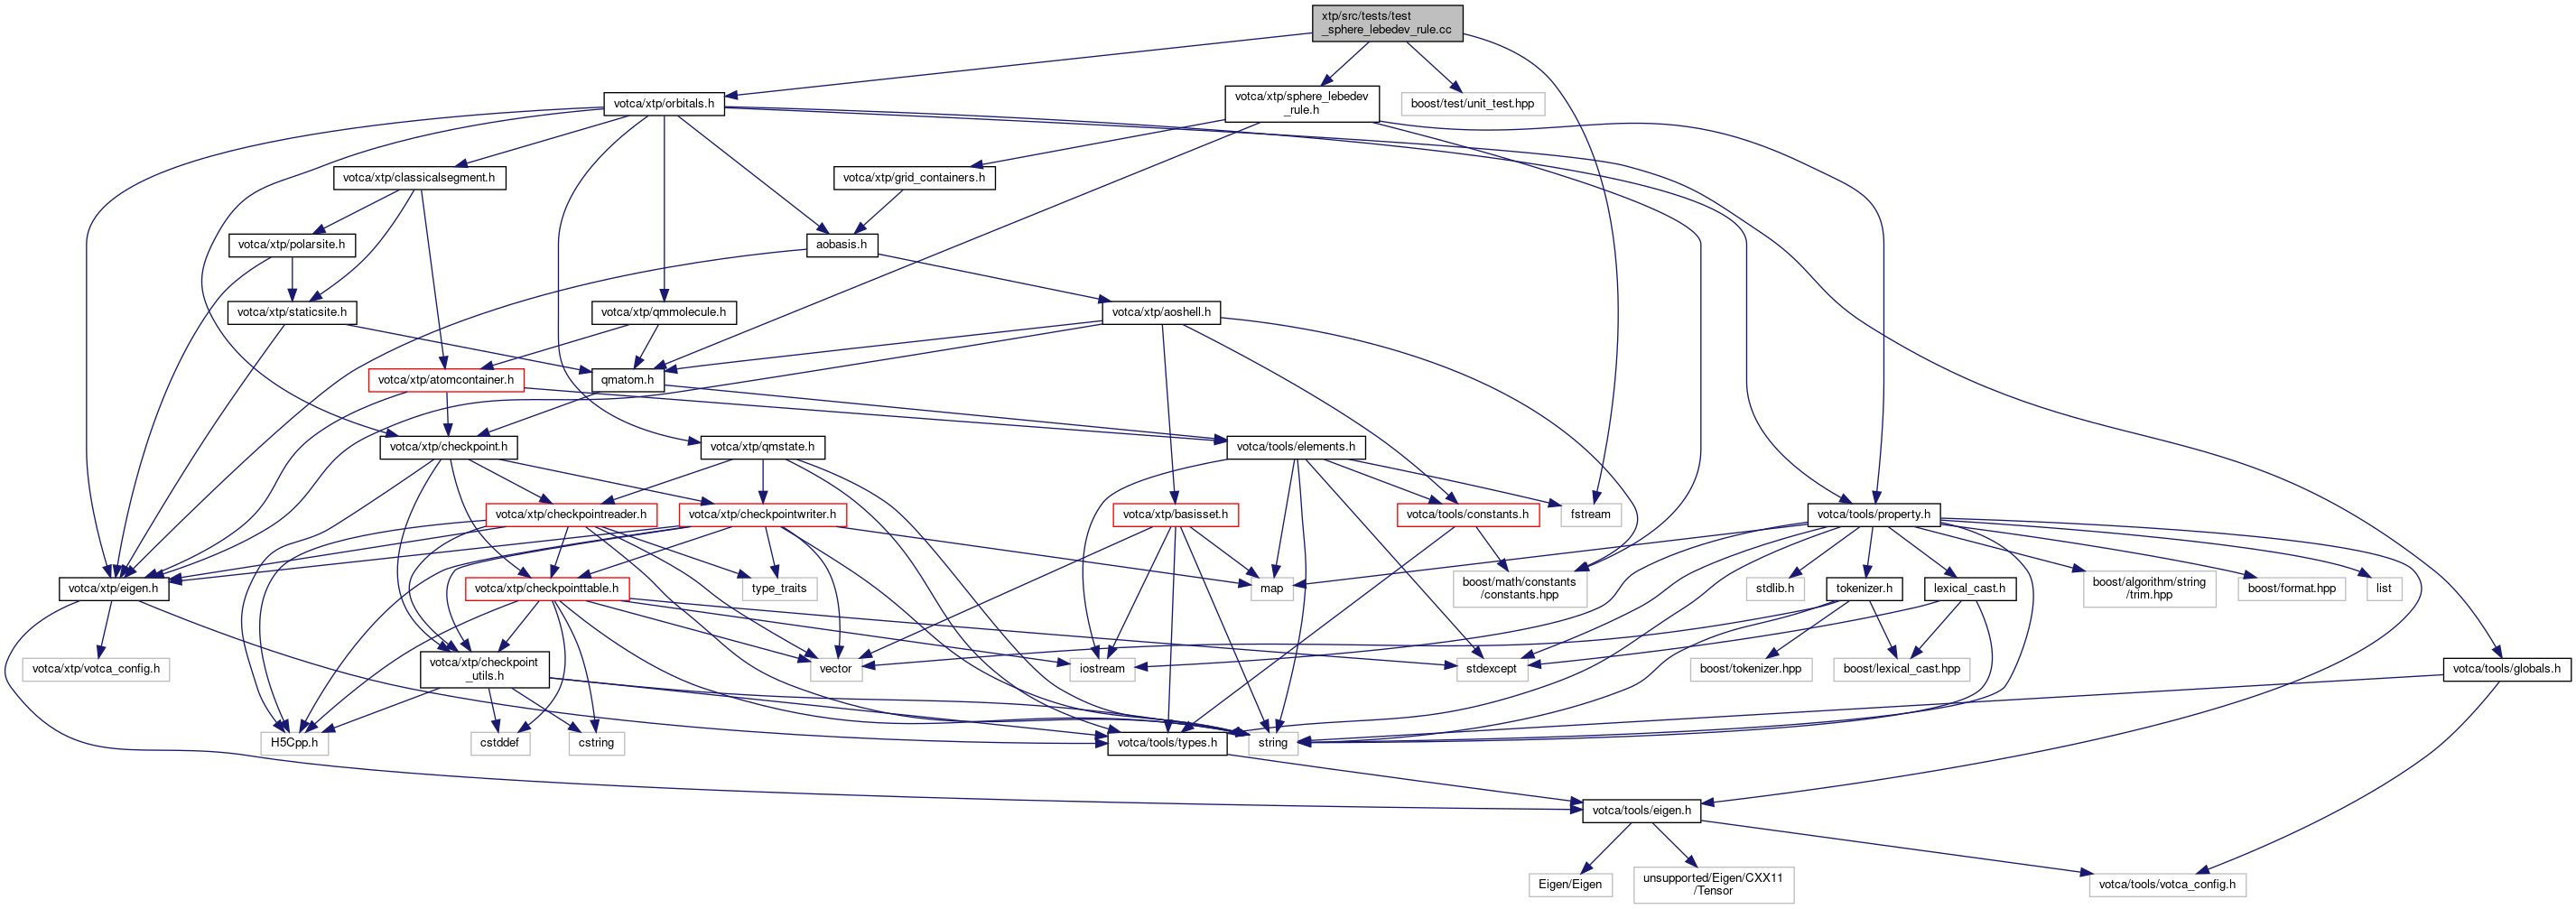 xtp/src/tests/test
_sphere_lebedev_rule.cc
votca/xtp/orbitals.h
votca/xtp/sphere_lebedev
_rule.h
boost/test/unit_test.hpp
votca/xtp/classicalsegment.h
votca/xtp/grid_containers.h
votca/xtp/polarsite.h
aobasis.h
votca/xtp/staticsite.h
votca/xtp/qmmolecule.h
votca/xtp/aoshell.h
votca/xtp/atomcontainer.h
qmatom.h
votca/xtp/checkpoint.h
votca/xtp/qmstate.h
votca/tools/elements.h
votca/xtp/checkpointreader.h
votca/xtp/checkpointwriter.h
votca/xtp/basisset.h
votca/tools/constants.h
fstream
votca/tools/property.h
votca/xtp/eigen.h
votca/xtp/checkpointtable.h
type_traits
map
boost/math/constants
/constants.hpp
stdlib.h
tokenizer.h
lexical_cast.h
boost/algorithm/string
/trim.hpp
boost/format.hpp
list
votca/xtp/votca_config.h
votca/xtp/checkpoint
_utils.h
vector
iostream
stdexcept
boost/tokenizer.hpp
boost/lexical_cast.hpp
votca/tools/globals.h
H5Cpp.h
cstddef
cstring
votca/tools/types.h
string
votca/tools/eigen.h
Eigen/Eigen
unsupported/Eigen/CXX11
/Tensor
votca/tools/votca_config.h